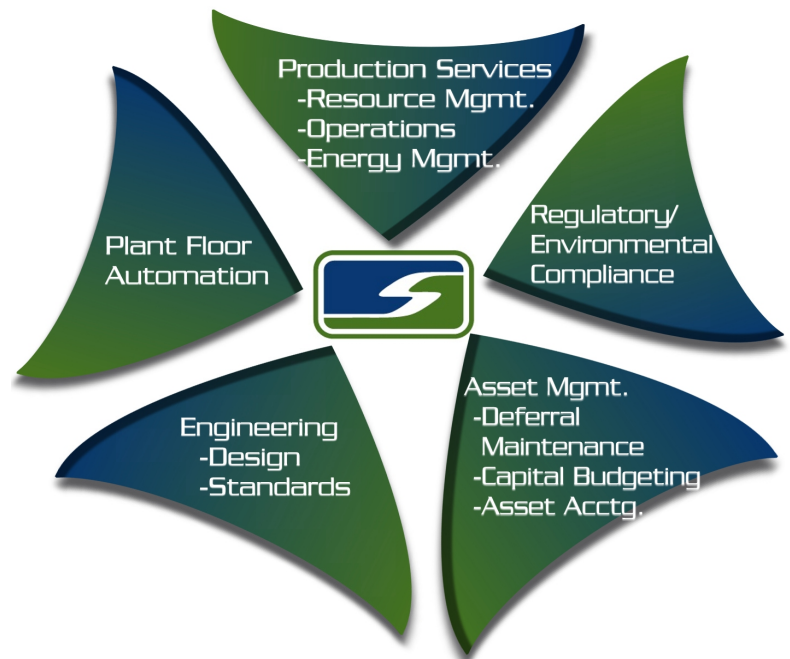 Production Services
-Resource Mgmt.
-Operations
-Energy Mgmt.
Regulatory/
Environmental
Compliance
Plant Floor
Automation
Asset Mgmt.
-Deferral
Maintenance
-Capital Budgeting
-Asset Acctg.
Engineering
-Design
-Standards